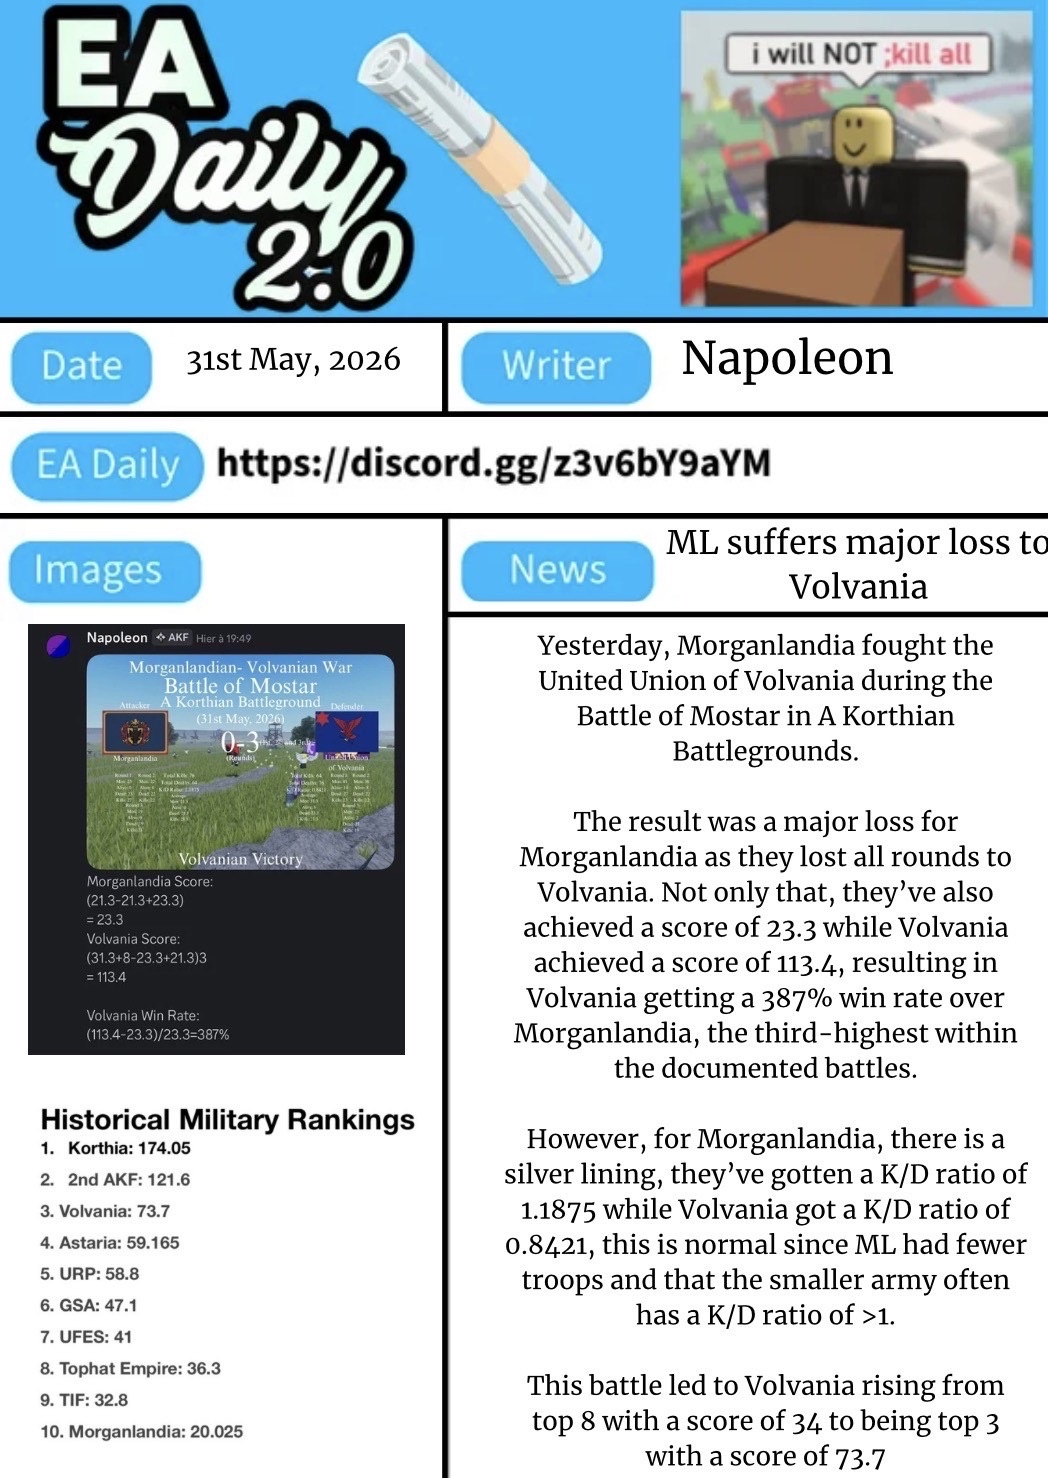 EA
Daily
2.0
i will NOT ;kill all
Date
31st May, 2026
Writer
Napoleon
EA Daily
https://discord.gg/z3v6bY9aYM
Images
News
ML suffers major loss to
Volvania
Napoleon AKF Hier à 19:49
Morganlandian- Volvanian War
Battle of Mostar
A Korthian Battleground
(31st May, 2026)
Attacker
Defender
0-3
(Rounds)
Morganlandia
United Union
of Volvania
Volvanian Victory
Morganlandia Score:
(21.3-21.3+23.3)
= 23.3
Volvania Score:
(31.3+8-23.3+21.3)3
= 113.4
Volvania Win Rate:
(113.4-23.3)/23.3=387%
Historical Military Rankings
1. Korthia: 174.05
2. 2nd AKF: 121.6
3. Volvania: 73.7
4. Astaria: 59.165
5. URP: 58.8
6. GSA: 47.1
7. UFES: 41
8. Tophat Empire: 36.3
9. TIF: 32.8
10. Morganlandia: 20.025
Yesterday, Morganlandia fought the
United Union of Volvania during the
Battle of Mostar in A Korthian
Battlegrounds.
The result was a major loss for
Morganlandia as they lost all rounds to
Volvania. Not only that, they’ve also
achieved a score of 23.3 while Volvania
achieved a score of 113.4, resulting in
Volvania getting a 387% win rate over
Morganlandia, the third-highest within
the documented battles.
However, for Morganlandia, there is a
silver lining, they’ve gotten a K/D ratio of
1.1875 while Volvania got a K/D ratio of
0.8421, this is normal since ML had fewer
troops and that the smaller army often
has a K/D ratio of >1.
This battle led to Volvania rising from
top 8 with a score of 34 to being top 3
with a score of 73.7